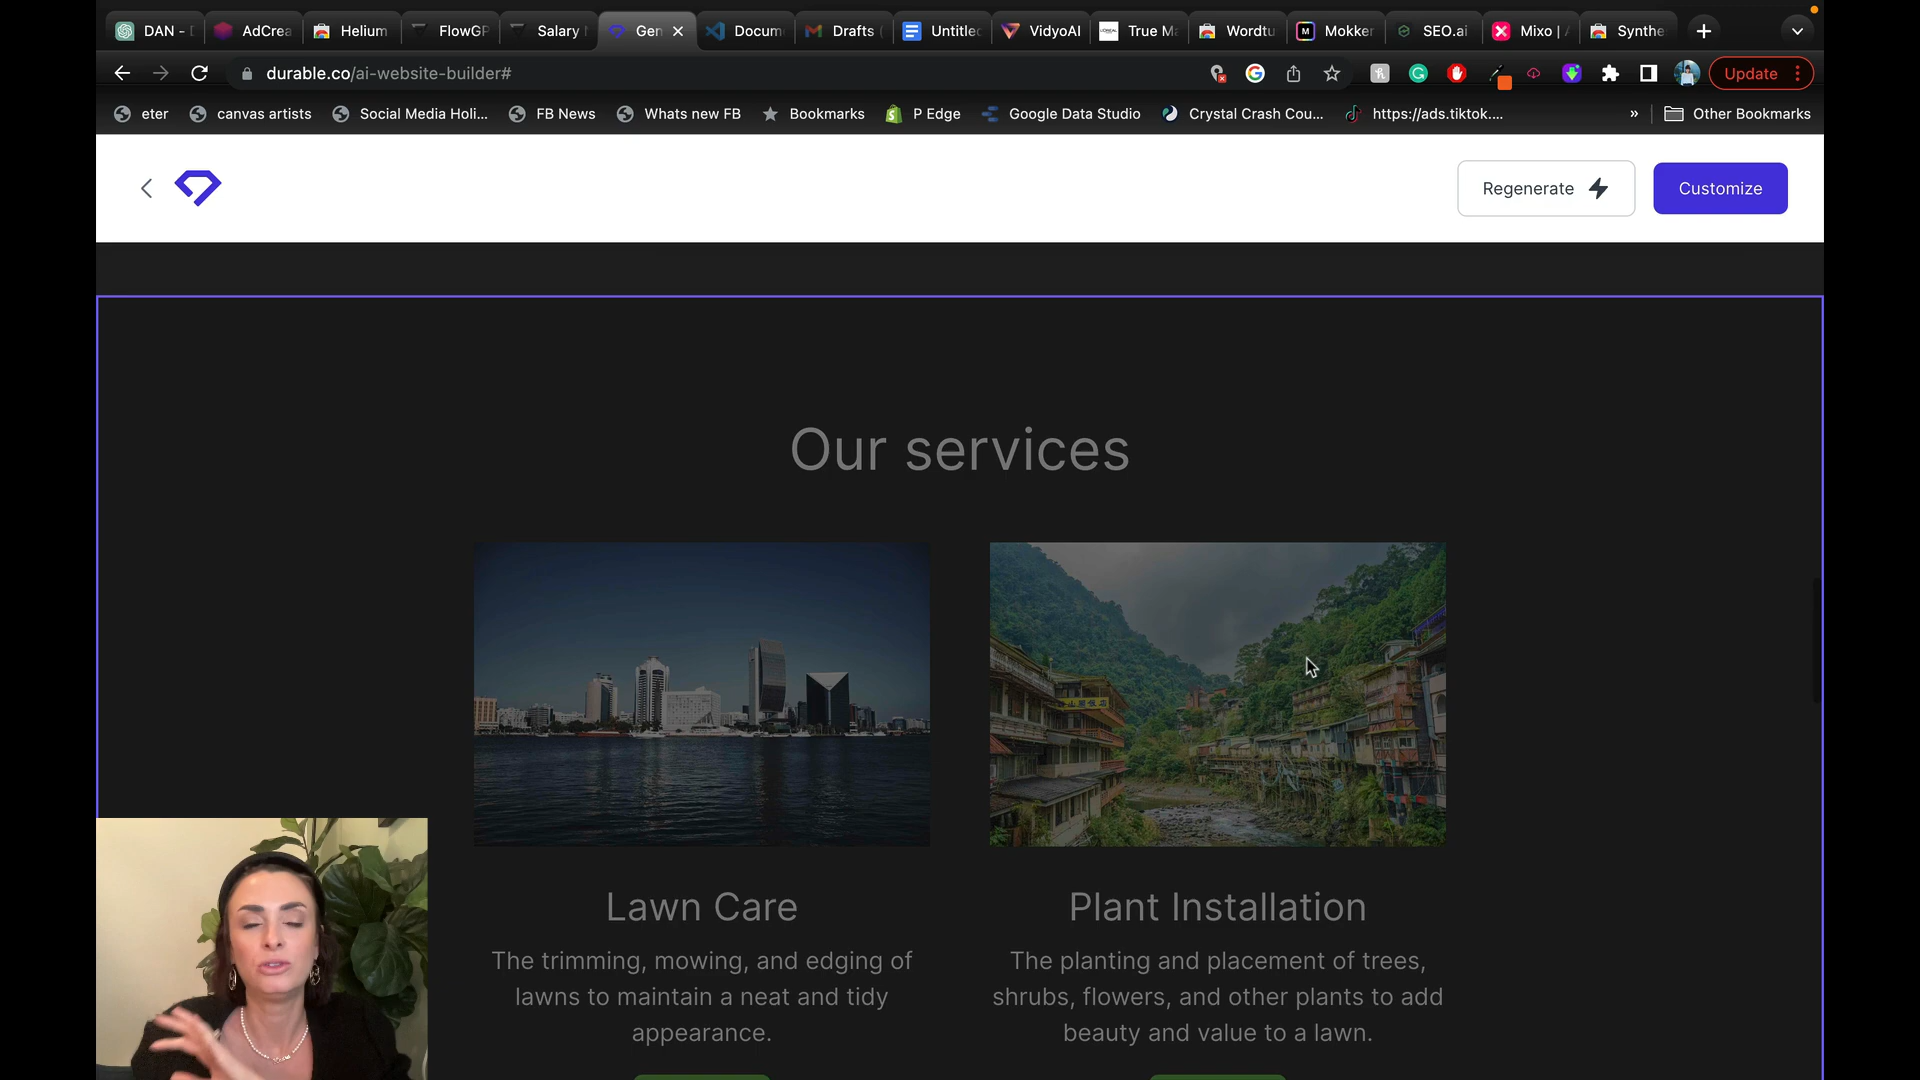 DAN -
AdCrea
Helium
FlowGP
Salary
Gen
Docum
Drafts
Untitled
VidyoAI
True Ma
Wordtu
Mokker
SEO.ai
Mixo |
Synthe
durable.co/ai-website-builder#
Update
eter
canvas artists
Social Media Holi...
FB News
Whats new FB
Bookmarks
P Edge
Google Data Studio
Crystal Crash Cou...
https://ads.tiktok....
»
Other Bookmarks
Regenerate
Customize
Our services
Lawn Care
The trimming, mowing, and edging of
lawns to maintain a neat and tidy
appearance.
Plant Installation
The planting and placement of trees,
shrubs, flowers, and other plants to add
beauty and value to a lawn.